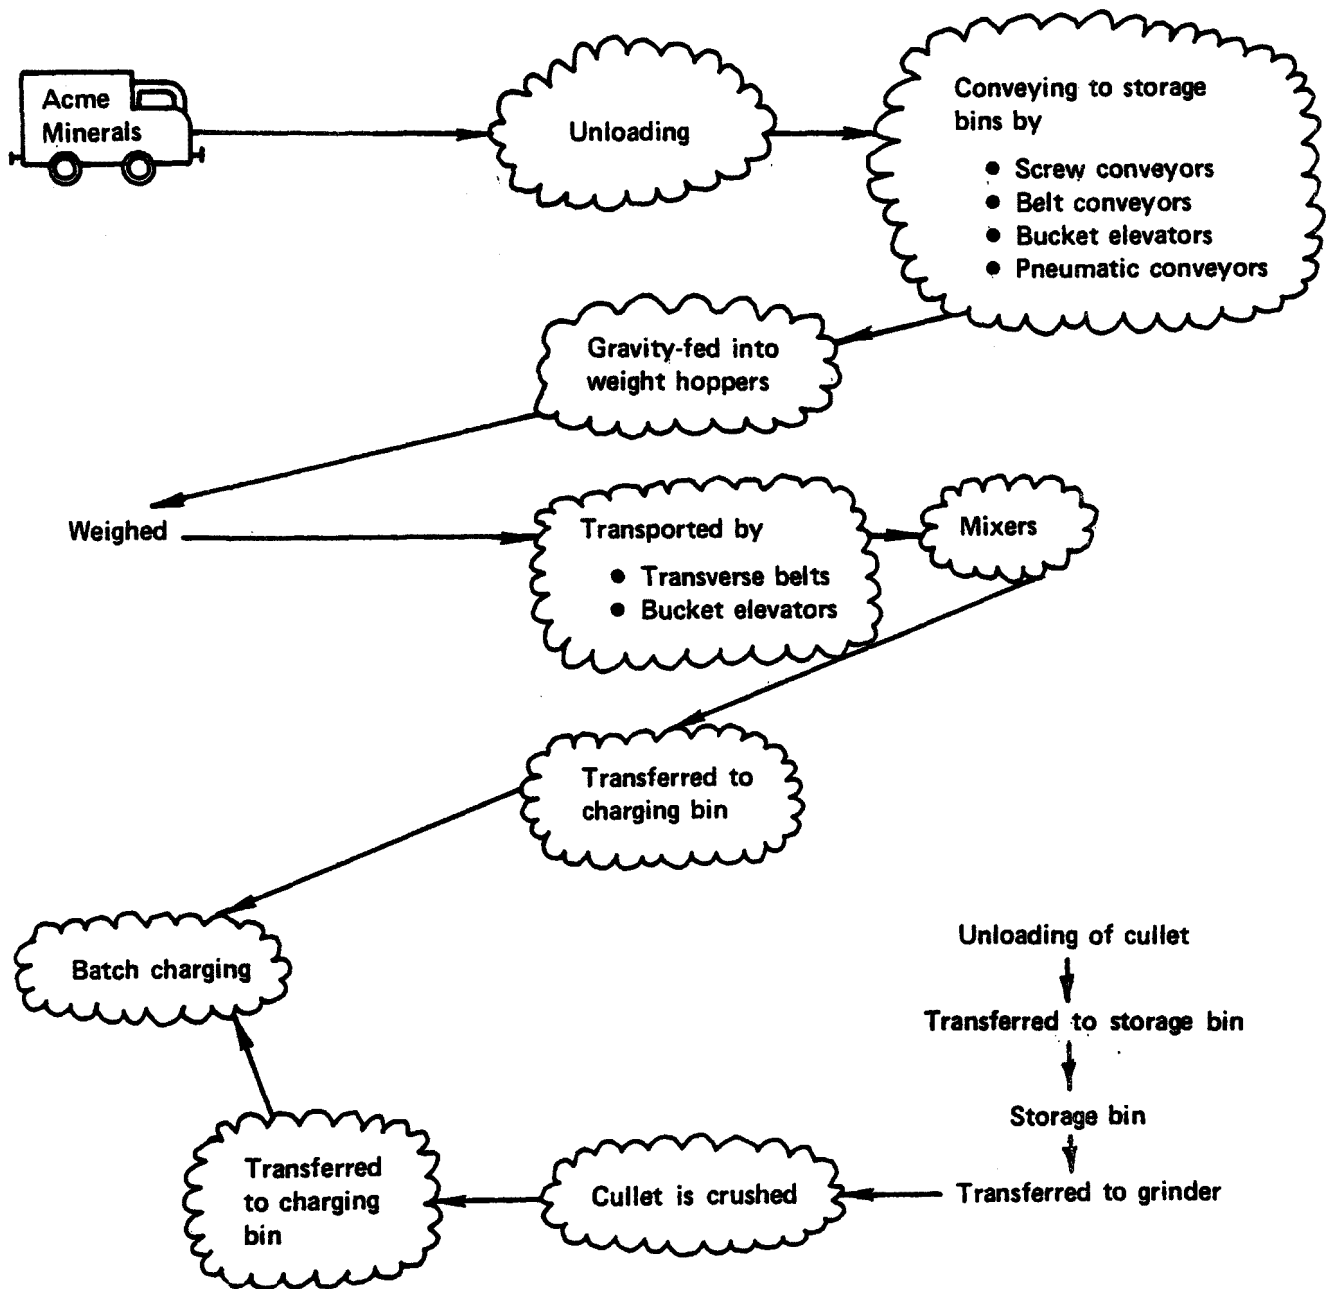 Acme
Minerals
Unloading
Conveying to storage
bins by
● Screw conveyors
● Belt conveyors
● Bucket elevators
● Pneumatic conveyors
Gravity-fed into
weight hoppers
Weighed
Transported by
● Transverse belts
● Bucket elevators
Mixers
Transferred to
charging bin
Batch charging
Unloading of cullet
Transferred to storage bin
Storage bin
Transferred to grinder
Cullet is crushed
Transferred
to charging
bin